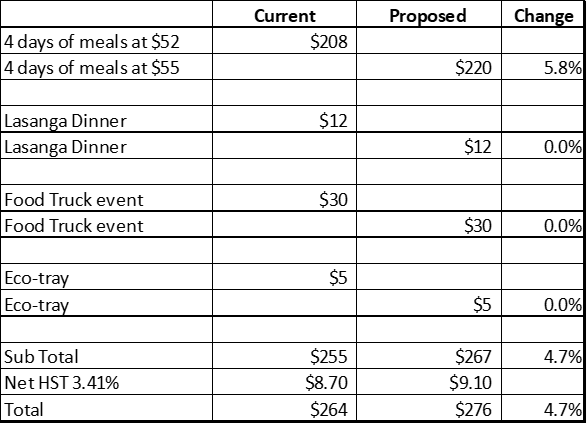 Current Proposed Change
4 days of meals at $52 $208
4 days of meals at $55 $220 5.8%
Lasanga Dinner $12
Lasanga Dinner $12 0.0%
Food Truck event $30
Food Truck event $30 0.0%
Eco-tray $5
Eco-tray $5 0.0%
Sub Total $255 $267 4.7%
Net HST 3.41% $8.70 $9.10
Total $264 $276 4.7%